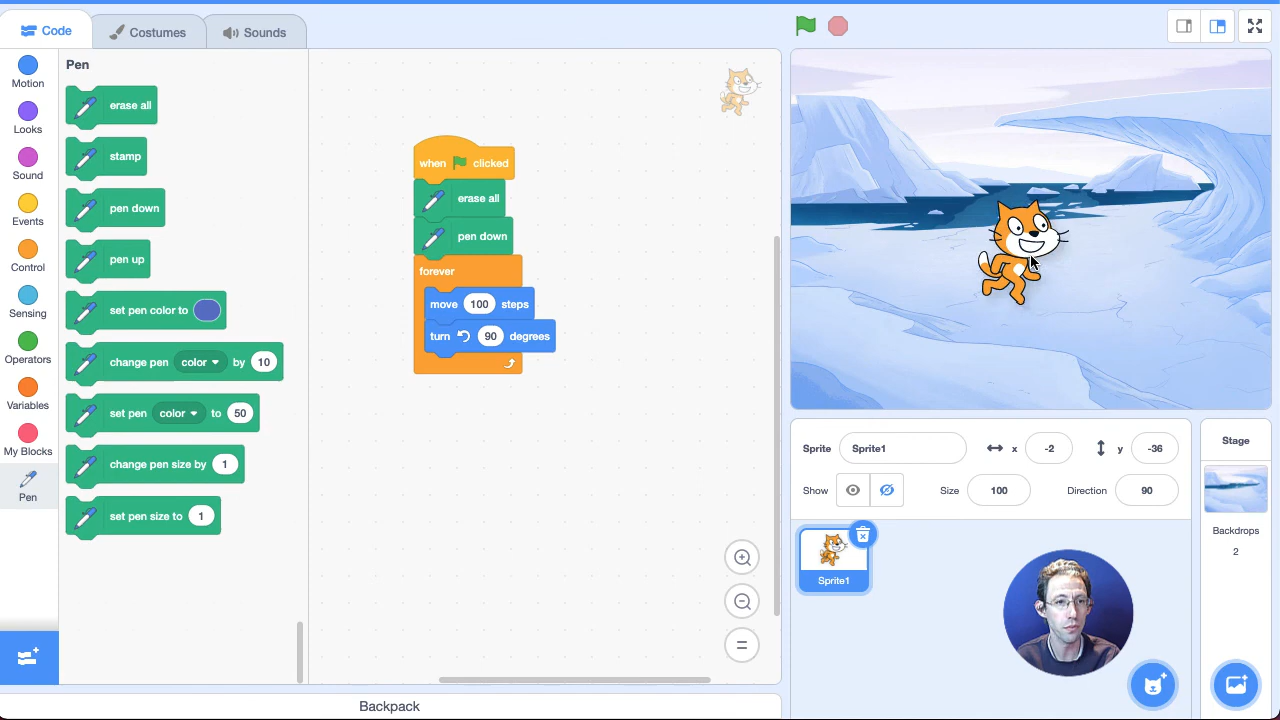 Code
Costumes
Sounds
Motion
Looks
Sound
Events
Control
Sensing
Operators
Variables
My Blocks
Pen
Pen
erase all
stamp
pen down
pen up
set pen color to
change pen color by 10
set pen color to 50
change pen size by 1
set pen size to 1
when clicked
erase all
pen down
forever
move 100 steps
turn 90 degrees
Backpack
Sprite Sprite1 x -2 y -36
Show Size 100 Direction 90
Sprite1
Stage
Backdrops
2